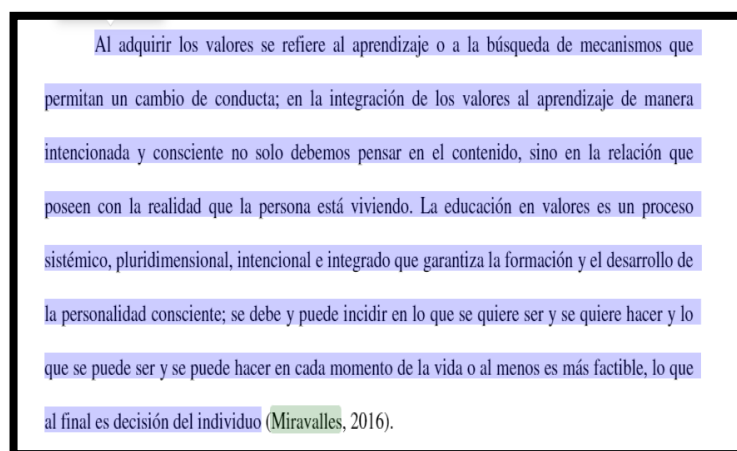 Al adquirir los valores se refiere al aprendizaje o a la búsqueda de mecanismos que
permitan un cambio de conducta; en la integración de los valores al aprendizaje de manera
intencionada y consciente no solo debemos pensar en el contenido, sino en la relación que
poseen con la realidad que la persona está viviendo. La educación en valores es un proceso
sistémico, pluridimensional, intencional e integrado que garantiza la formación y el desarrollo de
la personalidad consciente; se debe y puede incidir en lo que se quiere ser y se quiere hacer y lo
que se puede ser y se puede hacer en cada momento de la vida o al menos es más factible, lo que
al final es decisión del individuo (Miravalles, 2016).